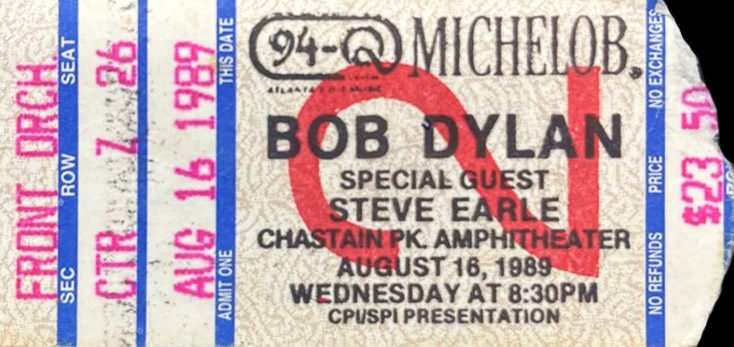 FRONT ORCH.
SEC ROW SEAT
CTR 7 26
AUG 16 1989
ADMIT ONE THIS DATE
94-Q MICHELOB.
BOB DYLAN
SPECIAL GUEST
STEVE EARLE
CHASTAIN PK. AMPHITHEATER
AUGUST 16, 1989
WEDNESDAY AT 8:30PM
CPI/SPI PRESENTATION
NO REFUNDS PRICE NO EXCHANGES
$23 50